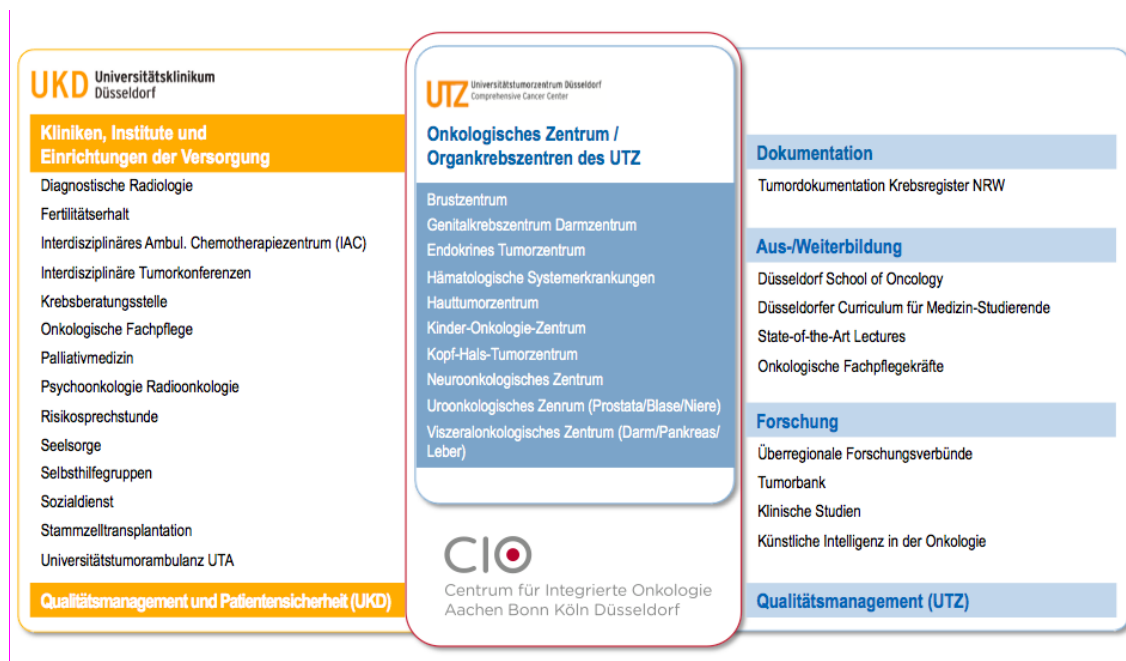 UKD Universitätsklinikum
Düsseldorf
Kliniken, Institute und
Einrichtungen der Versorgung
Diagnostische Radiologie
Fertilitätserhalt
Interdisziplinäres Ambul. Chemotherapiezentrum (IAC)
Interdisziplinäre Tumorkonferenzen
Krebsberatungsstelle
Onkologische Fachpflege
Palliativmedizin
Psychoonkologie Radioonkologie
Risikosprechstunde
Seelsorge
Selbsthilfegruppen
Sozialdienst
Stammzelltransplantation
Universitätstumorambulanz UTA
Qualitätsmanagement und Patientensicherheit (UKD)
UTZ Universitätstumorzentrum Düsseldorf
Comprehensive Cancer Center
Onkologisches Zentrum /
Organkrebszentren des UTZ
Brustzentrum
Genitalkrebszentrum Darmzentrum
Endokrines Tumorzentrum
Hämatologische Systemerkrankungen
Hauttumorzentrum
Kinder-Onkologie-Zentrum
Kopf-Hals-Tumorzentrum
Neuroonkologisches Zentrum
Uroonkologisches Zenrum (Prostata/Blase/Niere)
Viszeralonkologisches Zentrum (Darm/Pankreas/
Leber)
CIO
Centrum für Integrierte Onkologie
Aachen Bonn Köln Düsseldorf
Dokumentation
Tumordokumentation Krebsregister NRW
Aus-/Weiterbildung
Düsseldorf School of Oncology
Düsseldorfer Curriculum für Medizin-Studierende
State-of-the-Art Lectures
Onkologische Fachpflegekräfte
Forschung
Überregionale Forschungsverbünde
Tumorbank
Klinische Studien
Künstliche Intelligenz in der Onkologie
Qualitätsmanagement (UTZ)